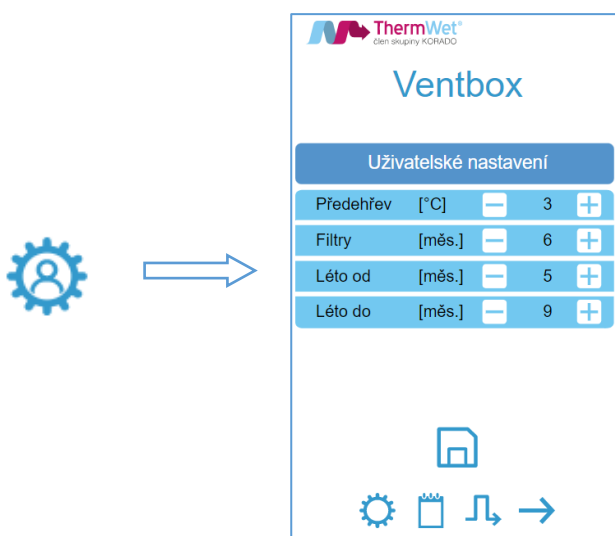 ThermWet®
člen skupiny KORADO
Ventbox
Uživatelské nastavení
Předehřev [°C] 3
Filtry [měs.] 6
Léto od [měs.] 5
Léto do [měs.] 9